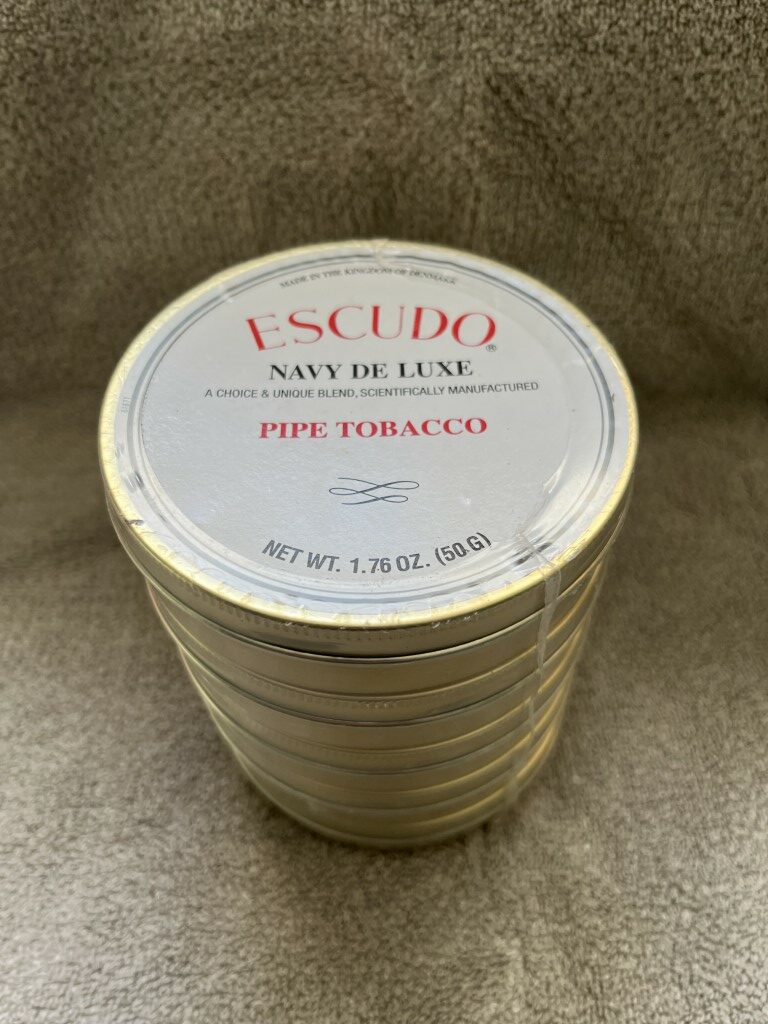 MADE IN THE KINGDOM OF DENMARK
ESCUDO®
NAVY DE LUXE
A CHOICE & UNIQUE BLEND, SCIENTIFICALLY MANUFACTURED
PIPE TOBACCO
NET WT. 1.76 OZ. (50 G)